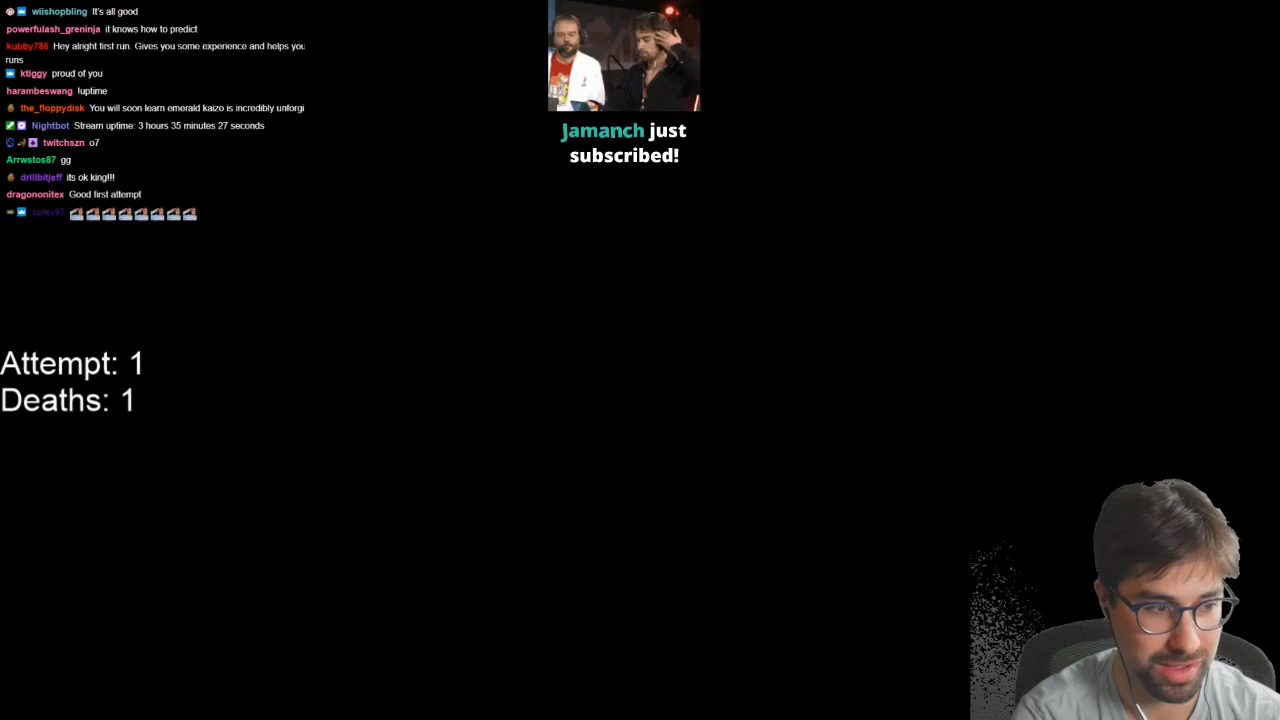 wiishopbling It's all good
powerfulash_greninja it knows how to predict
kubby786 Hey alright first run. Gives you some experience and helps you
runs
ktiggy proud of you
harambeswang !uptime
the_floppydisk You will soon learn emerald kaizo is incredibly unforgi
Nightbot Stream uptime: 3 hours 35 minutes 27 seconds
twitchszn o7
Arrwstos87 gg
drillbitjeff its ok king!!!
dragononitex Good first attempt
splev97
Jamanch just
subscribed!
Attempt: 1
Deaths: 1